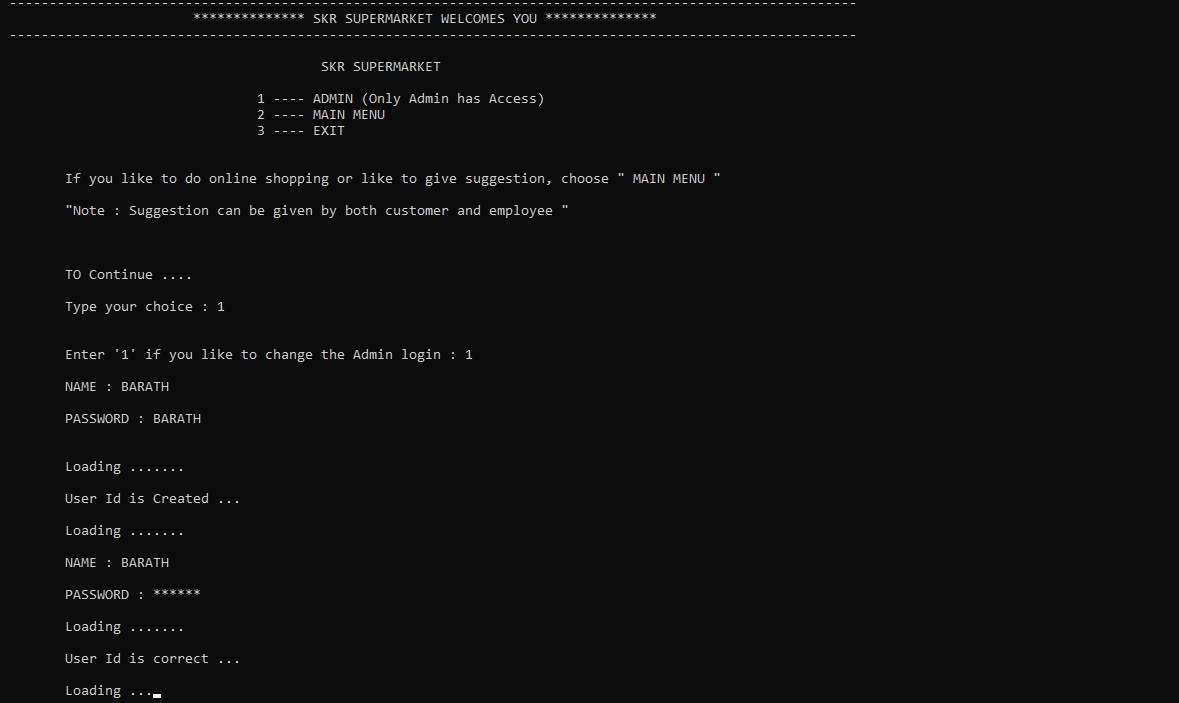 ----------------------------------------------------------------------------------------------------------
************** SKR SUPERMARKET WELCOMES YOU **************
----------------------------------------------------------------------------------------------------------
SKR SUPERMARKET
1 ---- ADMIN (Only Admin has Access)
2 ---- MAIN MENU
3 ---- EXIT
If you like to do online shopping or like to give suggestion, choose " MAIN MENU "
"Note : Suggestion can be given by both customer and employee "
TO Continue ....
Type your choice : 1
Enter '1' if you like to change the Admin login : 1
NAME : BARATH
PASSWORD : BARATH
Loading .......
User Id is Created ...
Loading .......
NAME : BARATH
PASSWORD : ******
Loading .......
User Id is correct ...
Loading ...